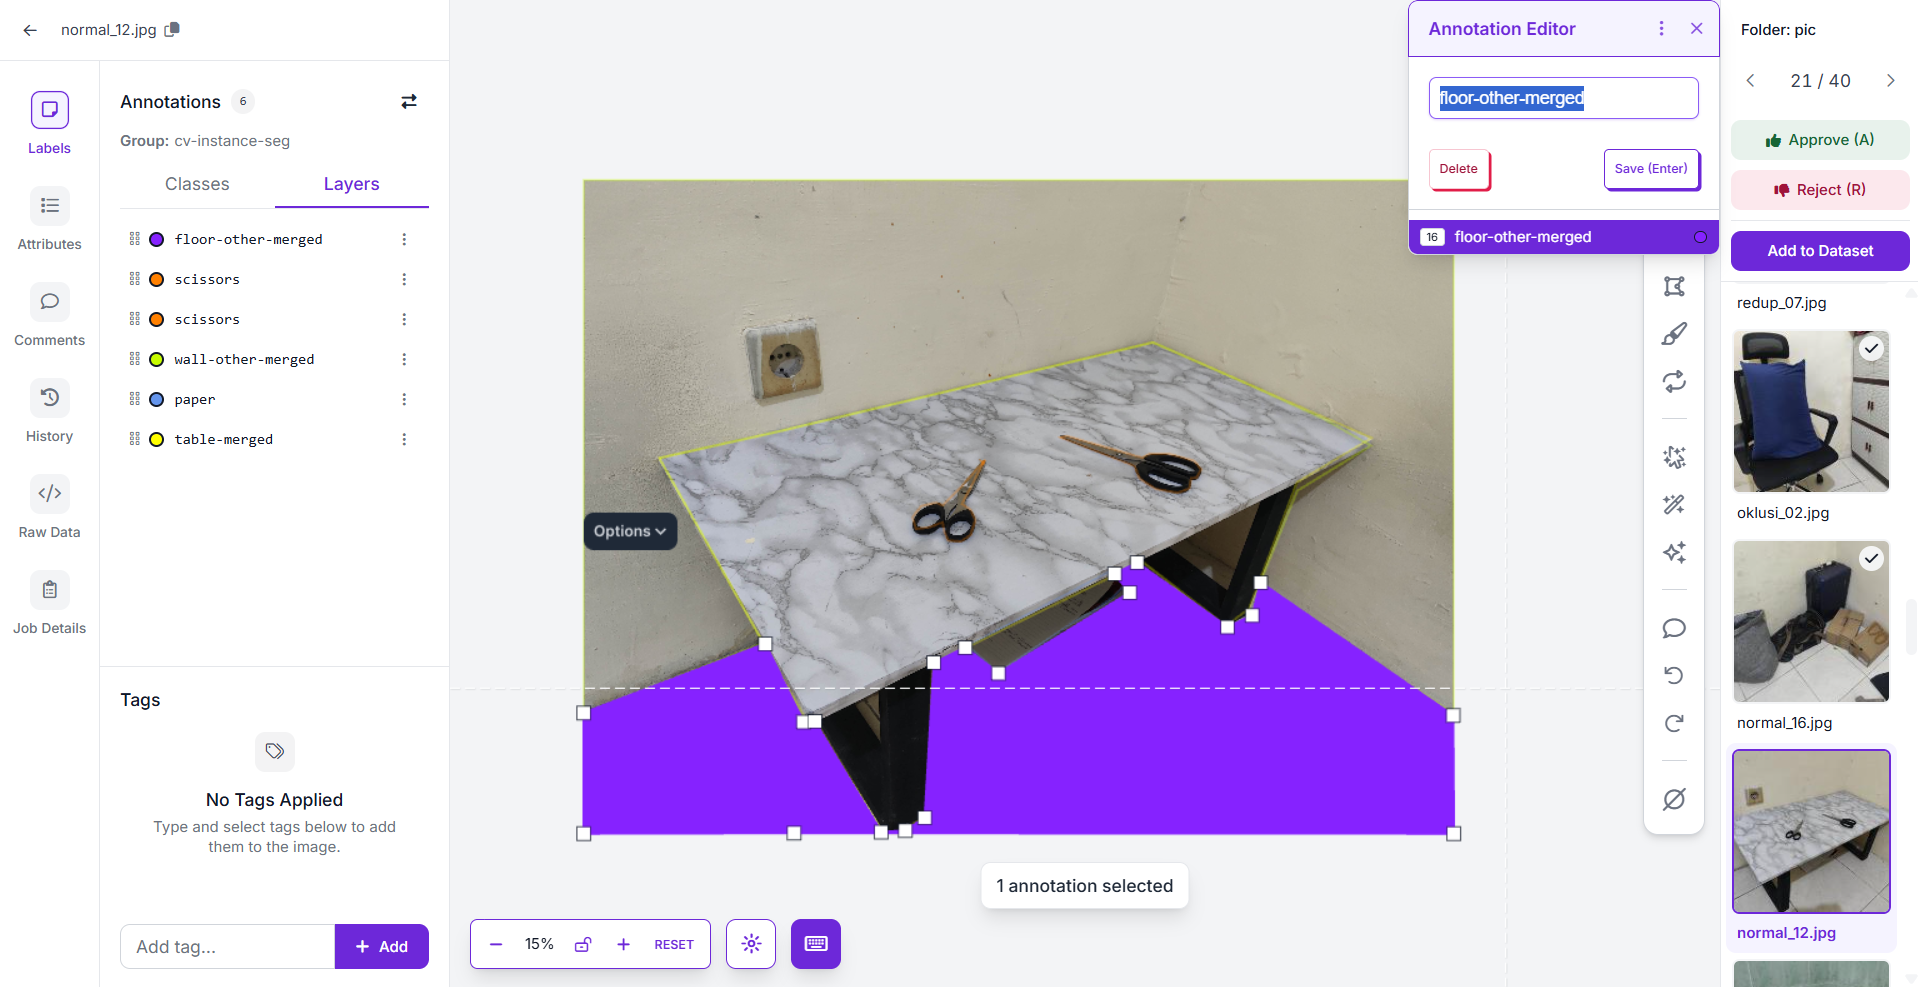 normal_12.jpg
Labels
Attributes
Comments
History
Raw Data
Job Details
Annotations 6
Group: cv-instance-seg
Classes Layers
floor-other-merged
scissors
scissors
wall-other-merged
paper
table-merged
Tags
No Tags Applied
Type and select tags below to add
them to the image.
Add tag...
+ Add
Options
1 annotation selected
15%
RESET
Annotation Editor
floor-other-merged
Delete
Save (Enter)
16 floor-other-merged
Folder: pic
21 / 40
Approve (A)
Reject (R)
Add to Dataset
redup_07.jpg
oklusi_02.jpg
normal_16.jpg
normal_12.jpg